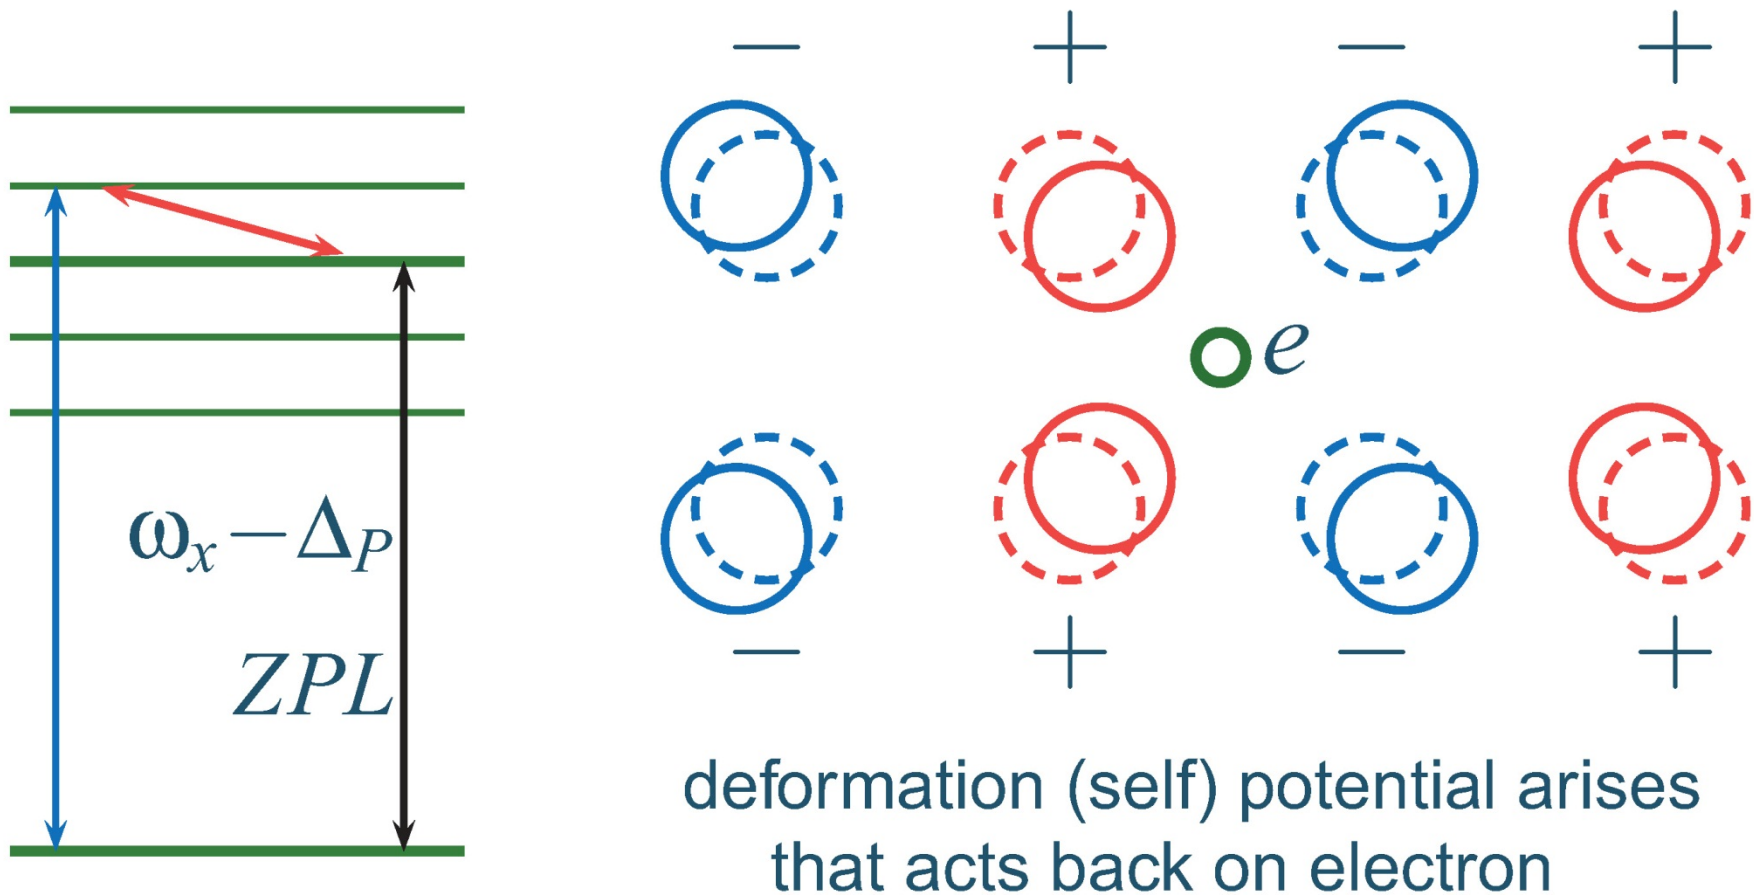 − + − +
e
ωx − ΔP
ZPL
− + − +
deformation (self) potential arises
that acts back on electron